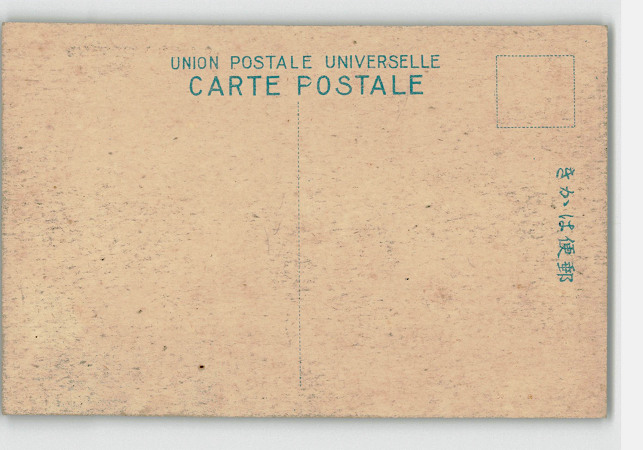 UNION POSTALE UNIVERSELLE
CARTE POSTALE
きかは便郵